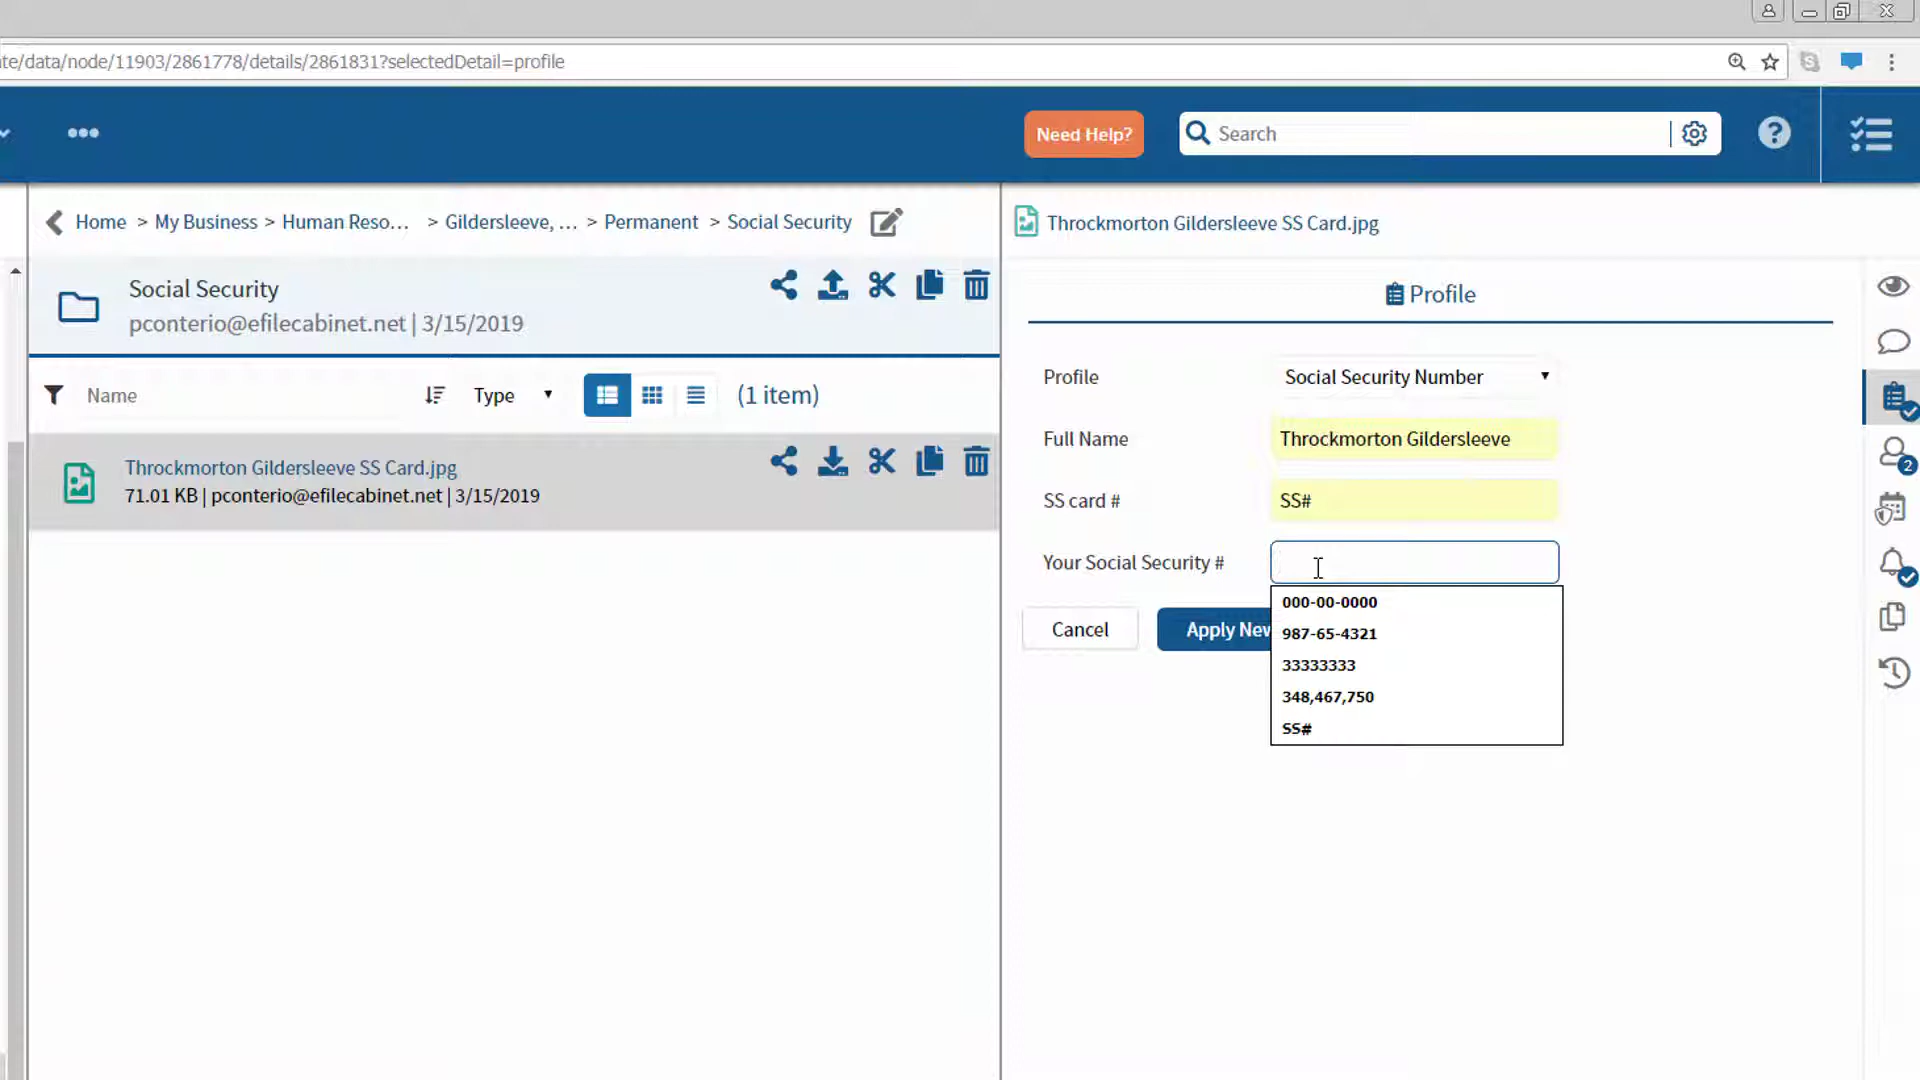 ite/data/node/11903/2861778/details/2861831?selectedDetail=profile
Need Help?
Search
Home > My Business > Human Reso... > Gildersleeve, ... > Permanent > Social Security
Social Security
pconterio@efilecabinet.net | 3/15/2019
Name
Type
(1 item)
Throckmorton Gildersleeve SS Card.jpg
71.01 KB | pconterio@efilecabinet.net | 3/15/2019
Throckmorton Gildersleeve SS Card.jpg
Profile
Profile
Social Security Number
Full Name
Throckmorton Gildersleeve
SS card #
SS#
Your Social Security #
000-00-0000
987-65-4321
33333333
348,467,750
SS#
Cancel
Apply New
2